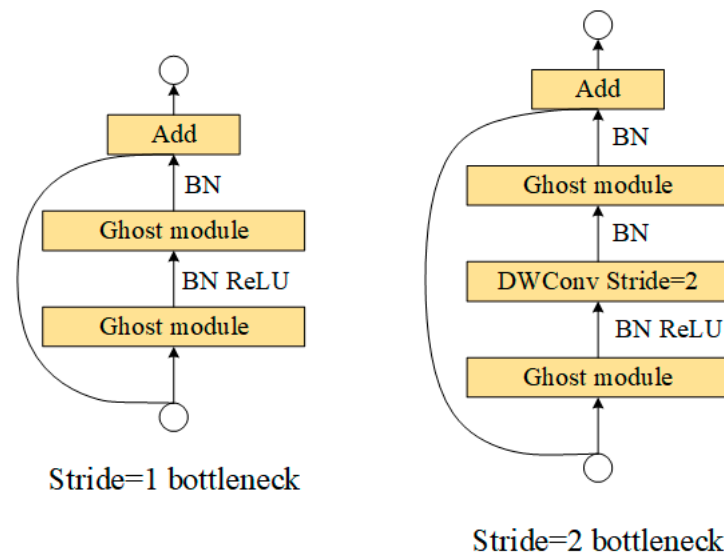 Add
BN
Ghost module
BN ReLU
Ghost module
Stride=1 bottleneck
Add
BN
Ghost module
BN
DWConv Stride=2
BN ReLU
Ghost module
Stride=2 bottleneck